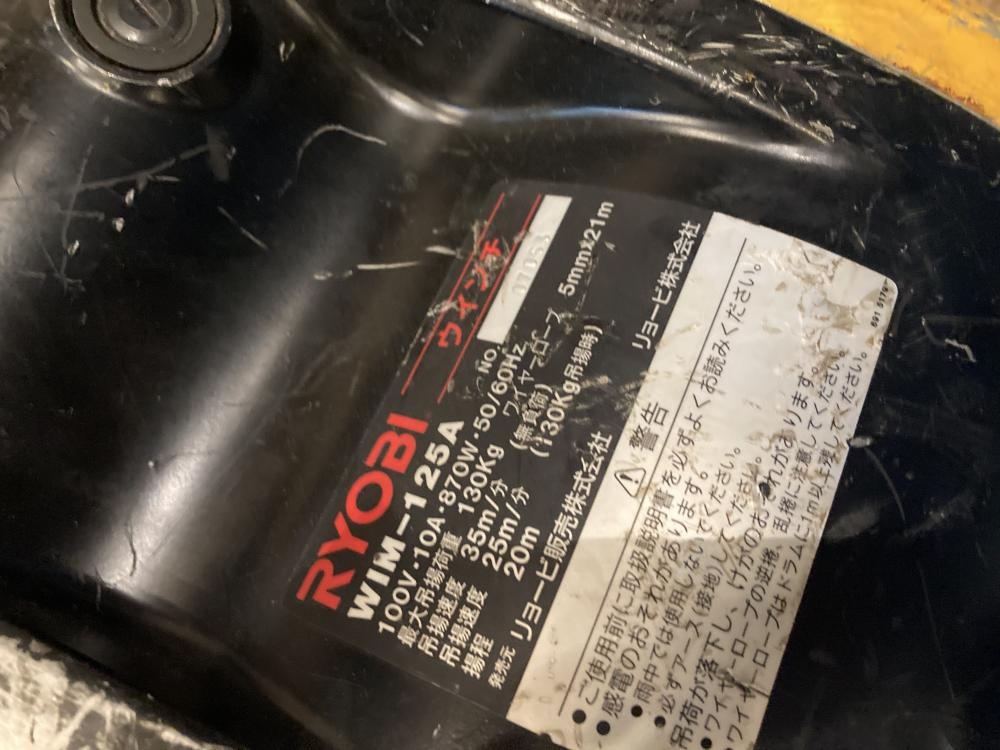 RYOBI ウィンチ
WIM-125A No.
100V・10A・870W・50/60Hz
最大吊揚荷重 130Kg ワイヤーロープ 5mm×21m
吊揚速度 35m/分 (無負荷)
吊揚速度 25m/分 (130Kg吊揚時)
揚程 20m
発売元 リョービ販売株式会社 リョービ株式会社
⚠ 警告
● ご使用前に取扱説明書を必ずよくお読みください。
● 感電のおそれがあります。
● 雨中では使用しないでください。
● 必ずアース(接地)してください。
吊荷が落下し、けがのおそれがあります。
● ワイヤーロープの逆捲、乱捲に注意してください。
● ワイヤーロープはドラムに1m以上残してください。